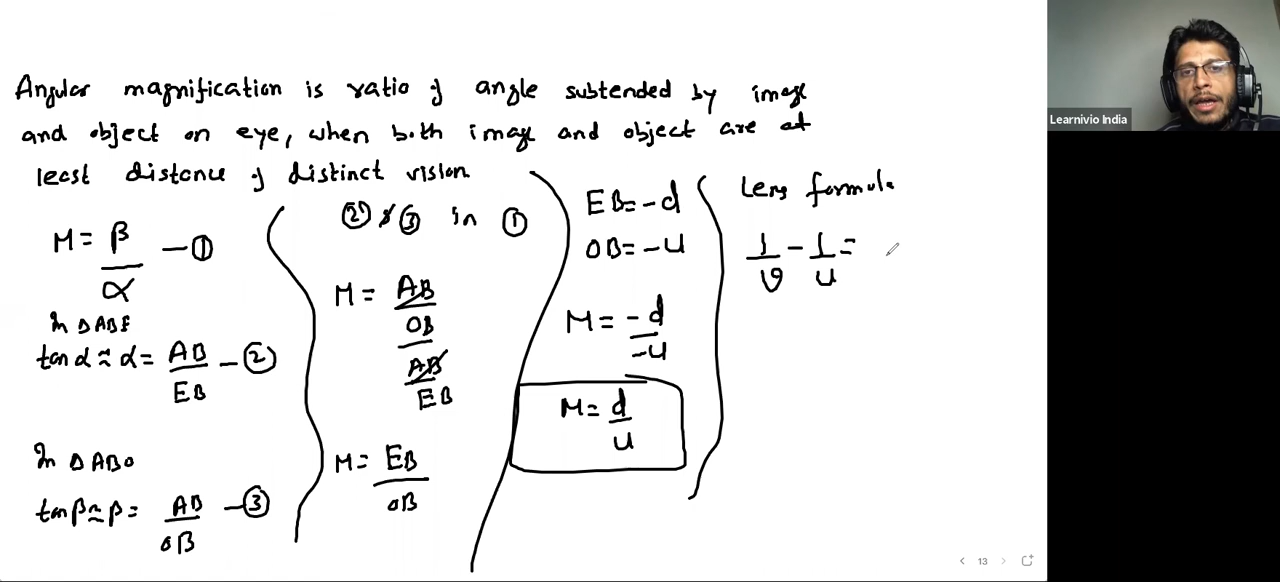 Angular magnification is ratio of angle subtended by image
and object on eye, when both image and object are at
least distance of distinct vision
M = β/α — ①
In △ABE
tan α ≈ α = AB/EB — ②
In △ABO
tan β ≈ β = AB/OB — ③
② & ③ in ①
M = AB/OB / AB/EB
M = EB/OB
EB = -d
OB = -u
M = -d/-u
M = d/u
Lens formula
1/v - 1/u =
Learnivio India
< 13 >